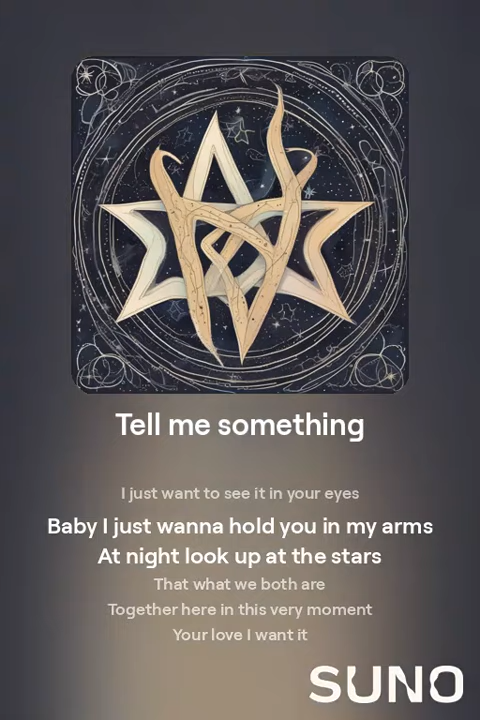 Tell me something
I just want to see it in your eyes
Baby I just wanna hold you in my arms
At night look up at the stars
That what we both are
Together here in this very moment
Your love I want it
SUNO